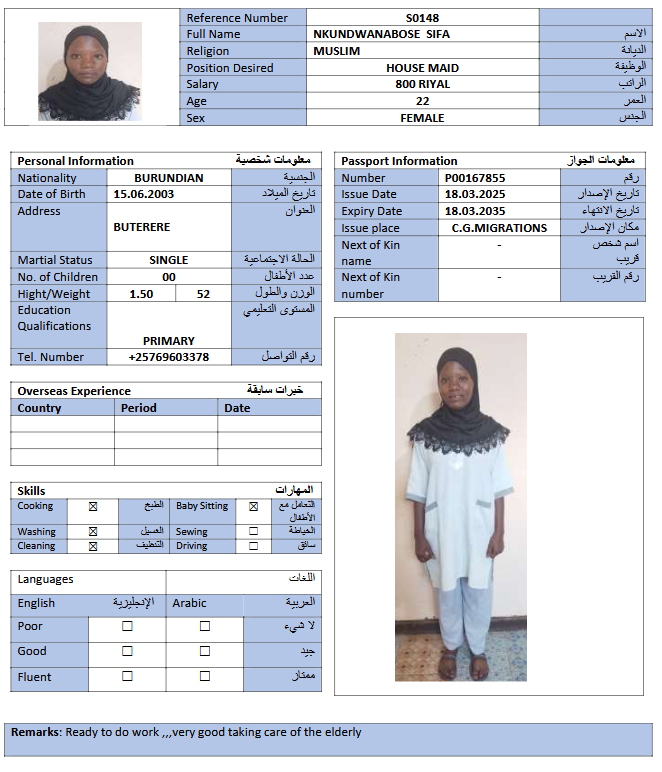 Reference Number S0148
Full Name NKUNDWANABOSE SIFA الاسم
Religion MUSLIM الديانة
Position Desired HOUSE MAID الوظيفة
Salary 800 RIYAL الراتب
Age 22 العمر
Sex FEMALE الجنس
Personal Information معلومات شخصية
Nationality BURUNDIAN الجنسية
Date of Birth 15.06.2003 تاريخ الميلاد
Address العنوان
BUTERERE
Martial Status SINGLE الحالة الاجتماعية
No. of Children 00 عدد الأطفال
Hight/Weight 1.50 52 الوزن والطول
Education المستوى التعليمي
Qualifications
PRIMARY
Tel. Number +25769603378 رقم التواصل
Passport Information معلومات الجواز
Number P00167855 رقم
Issue Date 18.03.2025 تاريخ الإصدار
Expiry Date 18.03.2035 تاريخ الانتهاء
Issue place C.G.MIGRATIONS مكان الإصدار
Next of Kin - اسم شخص
name قريب
Next of Kin - رقم القريب
number
Overseas Experience خبرات سابقة
Country Period Date
Skills المهارات
Cooking ☒ الطبخ Baby Sitting ☒ التعامل مع
الأطفال
Washing ☒ الغسيل Sewing ☐ الخياطة
Cleaning ☒ التنظيف Driving ☐ سائق
Languages اللغات
English الإنجليزية Arabic العربية
Poor ☐ ☐ لا شيء
Good ☐ ☐ جيد
Fluent ☐ ☐ ممتاز
Remarks: Ready to do work ,,,very good taking care of the elderly